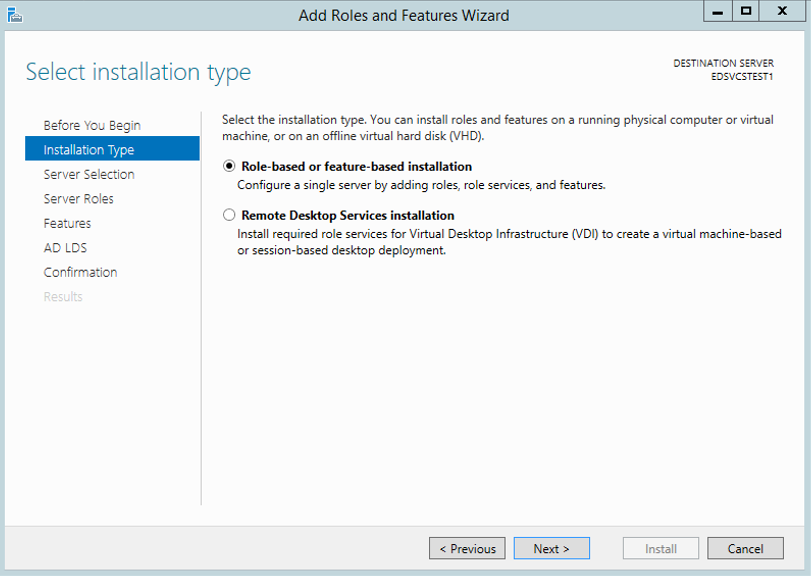 Add Roles and Features Wizard
Select installation type
DESTINATION SERVER
EDSVCSTEST1
Before You Begin
Installation Type
Server Selection
Server Roles
Features
AD LDS
Confirmation
Results
Select the installation type. You can install roles and features on a running physical computer or virtual
machine, or on an offline virtual hard disk (VHD).
Role-based or feature-based installation
Configure a single server by adding roles, role services, and features.
Remote Desktop Services installation
Install required role services for Virtual Desktop Infrastructure (VDI) to create a virtual machine-based
or session-based desktop deployment.
< Previous
Next >
Install
Cancel